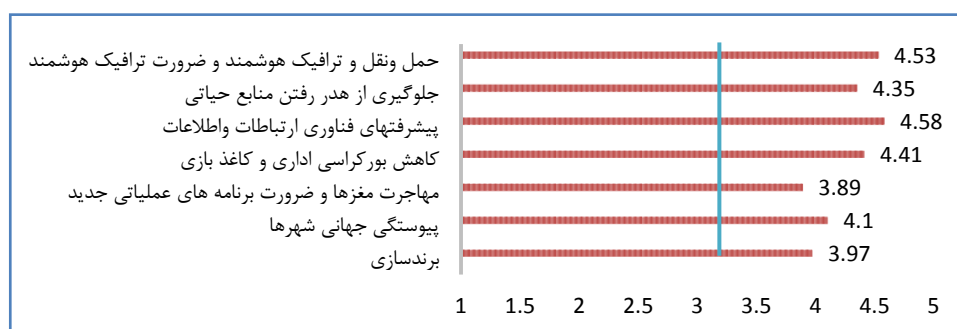 حمل ونقل و ترافیک هوشمند و ضرورت ترافیک هوشمند 4.53
جلوگیری از هدر رفتن منابع حیاتی 4.35
پیشرفتهای فناوری ارتباطات واطلاعات 4.58
کاهش بورکراسی اداری و کاغذ بازی 4.41
مهاجرت مغزها و ضرورت برنامه های عملیاتی جدید 3.89
پیوستگی جهانی شهرها 4.1
برندسازی 3.97
1 1.5 2 2.5 3 3.5 4 4.5 5